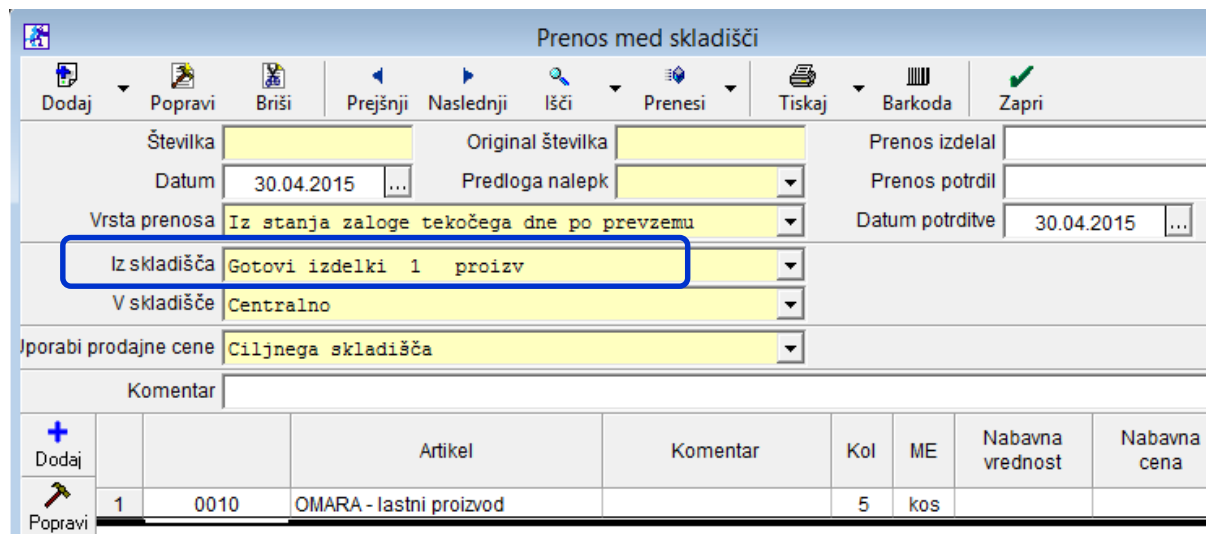 Prenos med skladišči
Dodaj Popravi Briši Prejšnji Naslednji Išči Prenesi Tiskaj Barkoda Zapri
Številka Original številka Prenos izdelal
Datum 30.04.2015 ... Predloga nalepk Prenos potrdil
Vrsta prenosa Iz stanja zaloge tekočega dne po prevzemu Datum potrditve 30.04.2015 ...
Iz skladišča Gotovi izdelki 1 proizv
V skladišče Centralno
Uporabi prodajne cene Ciljnega skladišča
Komentar
Dodaj Artikel Komentar Kol ME Nabavna vrednost Nabavna cena
Popravi 1 0010 OMARA - lastni proizvod 5 kos